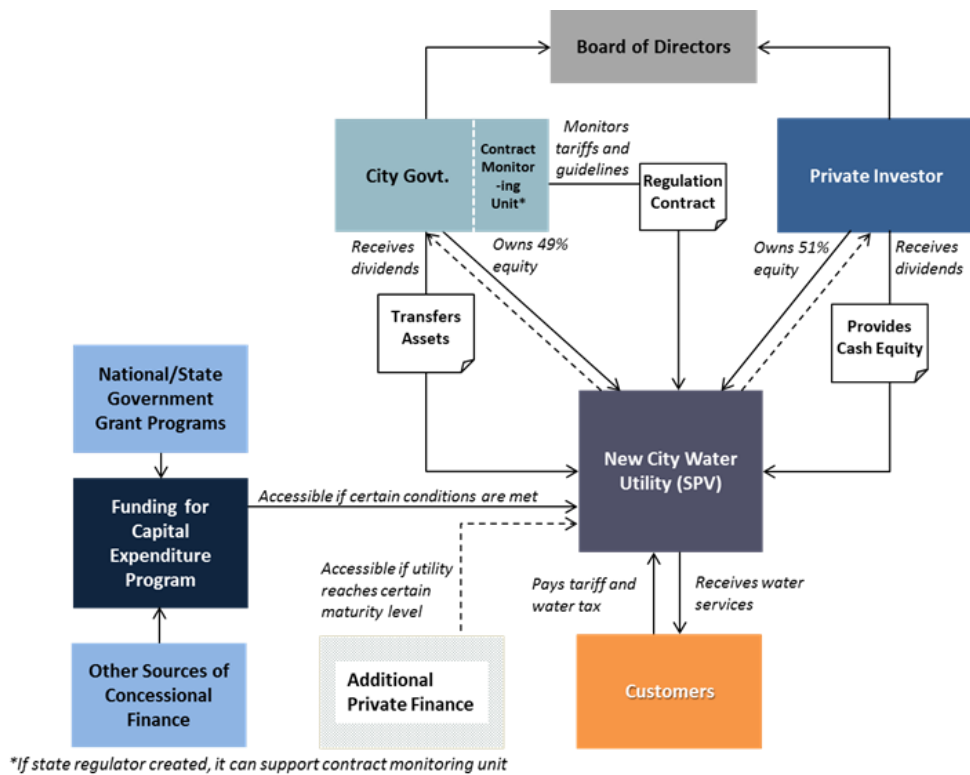 Board of Directors
City Govt.
Contract
Monitor
-ing
Unit*
Monitors
tariffs and
guidelines
Regulation
Contract
Private Investor
Receives
dividends
Owns 49%
equity
Owns 51%
equity
Receives
dividends
Transfers
Assets
Provides
Cash Equity
National/State
Government
Grant Programs
New City Water
Utility (SPV)
Accessible if certain conditions are met
Funding for
Capital
Expenditure
Program
Accessible if utility
reaches certain
maturity level
Pays tariff and
water tax
Receives water
services
Other Sources of
Concessional
Finance
Additional
Private Finance
Customers
*If state regulator created, it can support contract monitoring unit